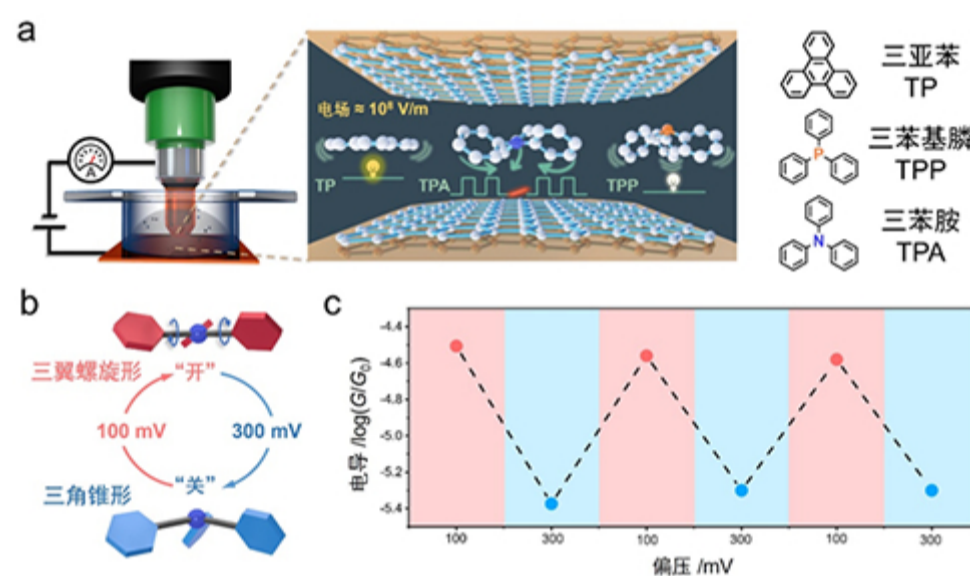 a
电场 ≈ 10⁸ V/m
TP
TPA
TPP
A
三亚苯
TP
三苯基膦
TPP
P
三苯胺
TPA
N
b
三翼螺旋形
“开”
100 mV
300 mV
“关”
三角锥形
c
电导 /log(G/G₀)
-4.4
-4.6
-4.8
-5.0
-5.2
-5.4
100
300
100
300
100
300
偏压 /mV